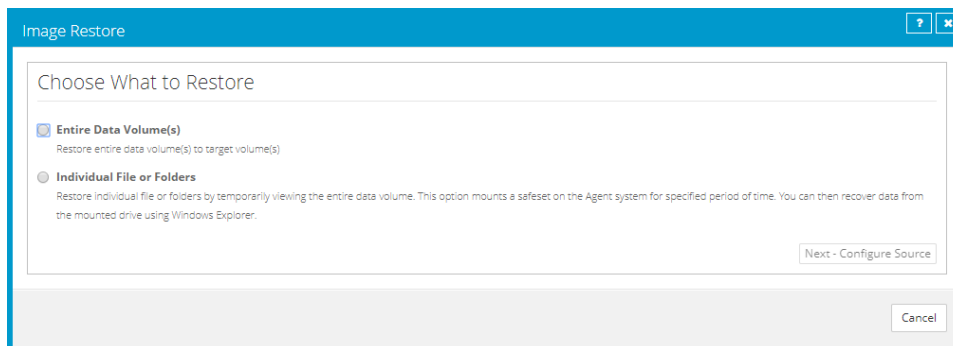 Image Restore
? ×
Choose What to Restore
Entire Data Volume(s)
Restore entire data volume(s) to target volume(s)
Individual File or Folders
Restore individual file or folders by temporarily viewing the entire data volume. This option mounts a safeset on the Agent system for specified period of time. You can then recover data from
the mounted drive using Windows Explorer.
Next - Configure Source
Cancel